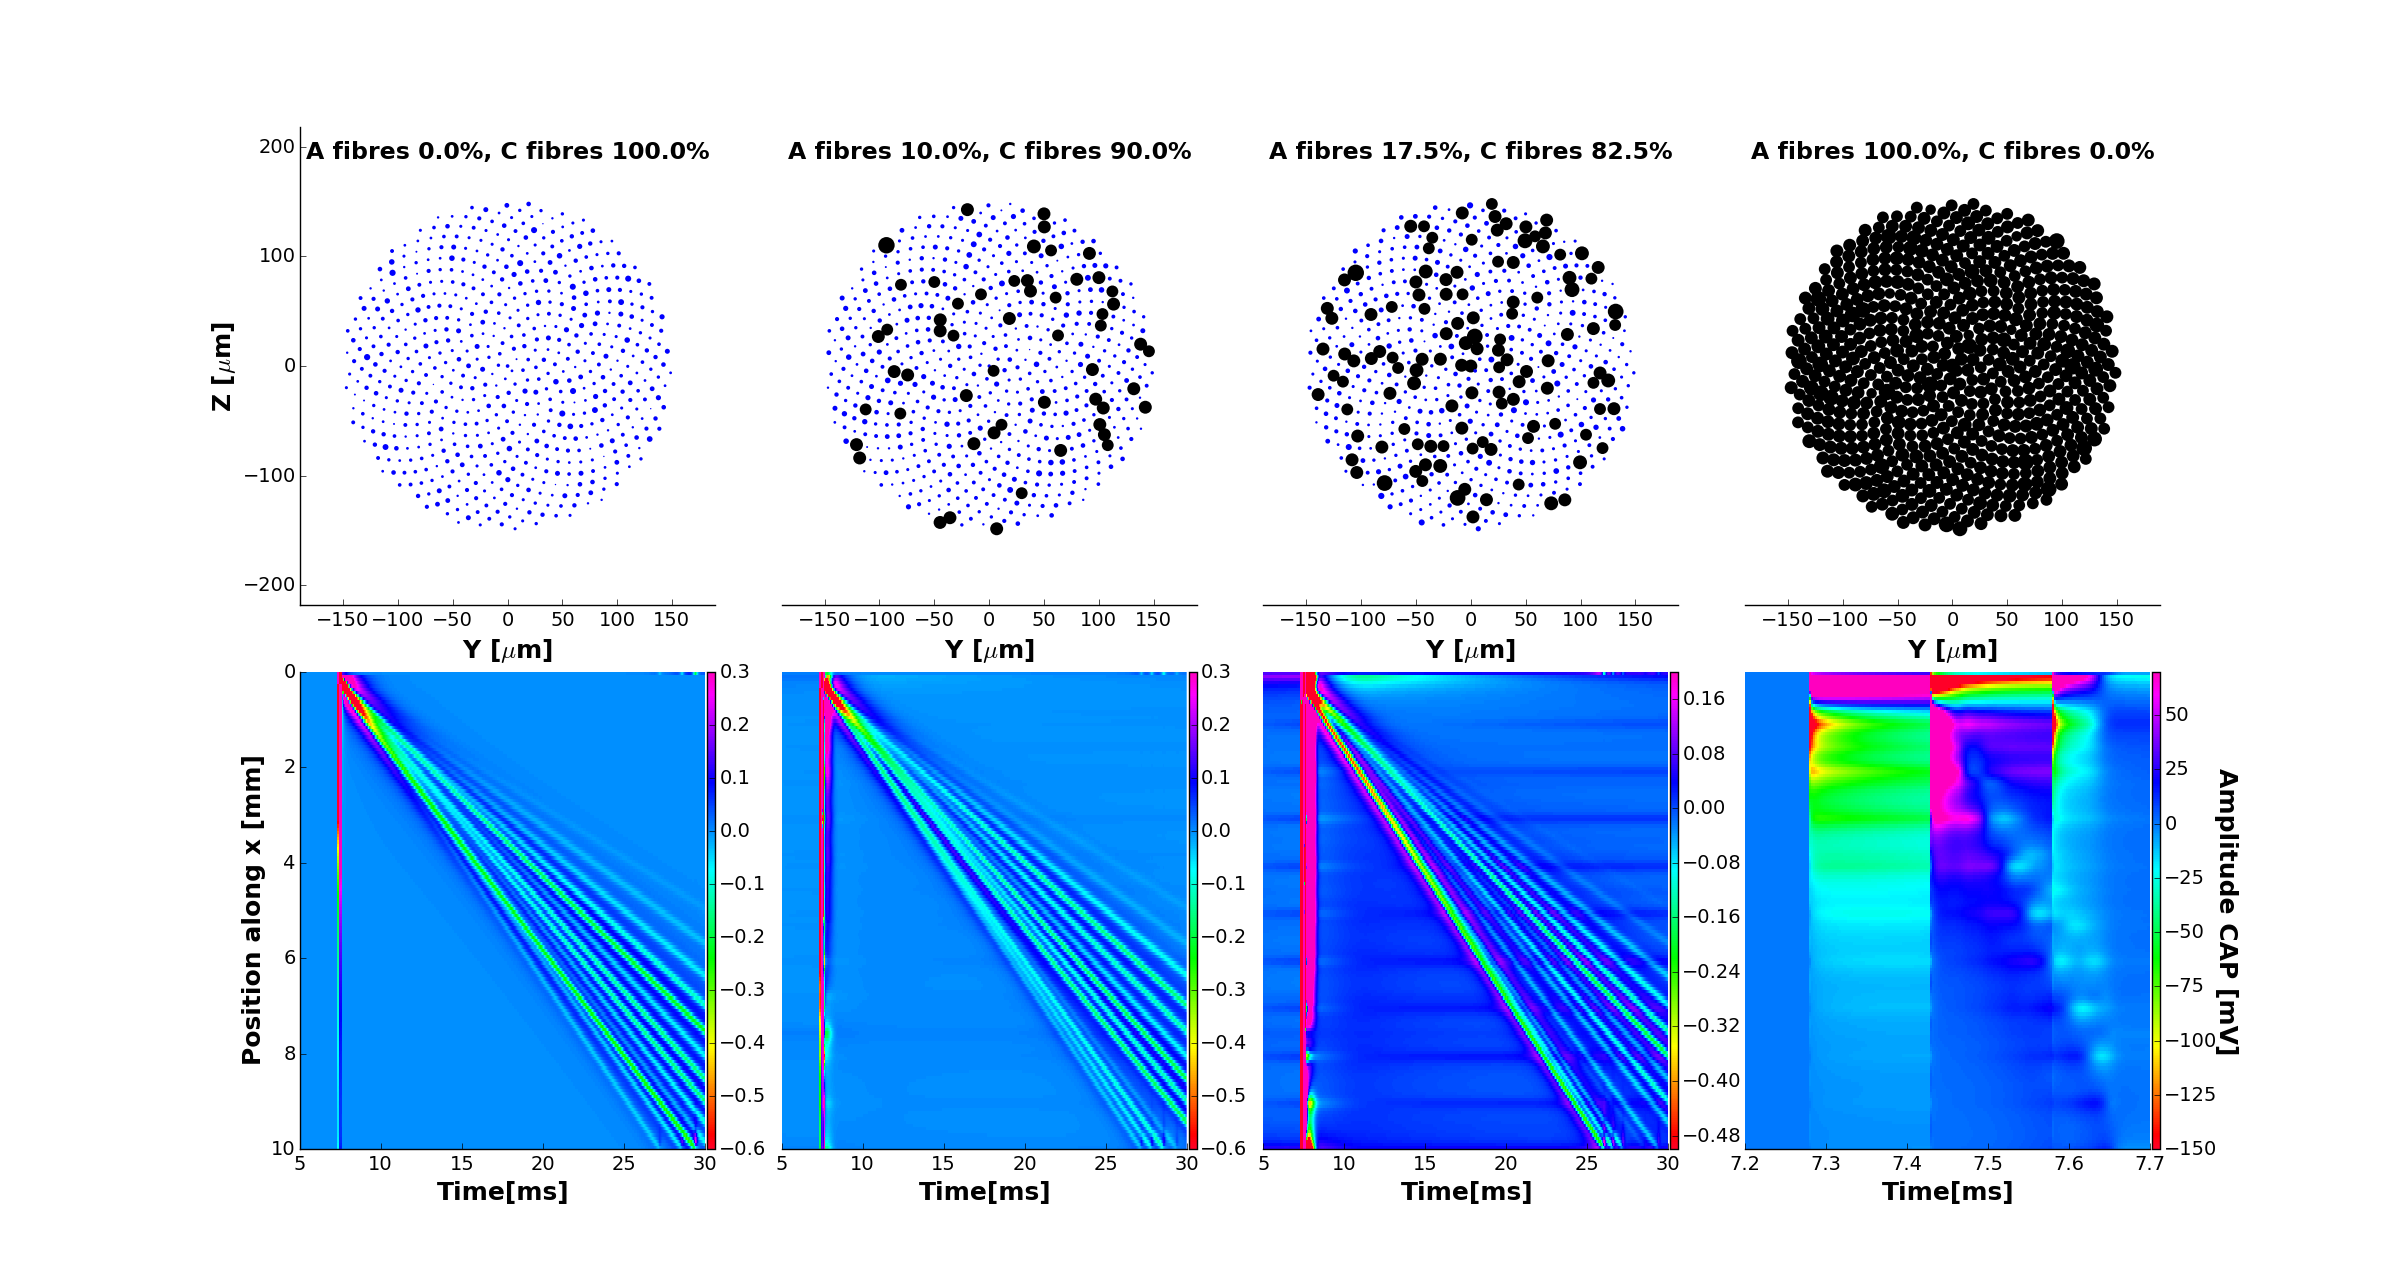 A fibres 0.0%, C fibres 100.0%
A fibres 10.0%, C fibres 90.0%
A fibres 17.5%, C fibres 82.5%
A fibres 100.0%, C fibres 0.0%
Z [μm]
200
100
0
−100
−200
−150 −100 −50 0 50 100 150
−150 −100 −50 0 50 100 150
−150 −100 −50 0 50 100 150
−150 −100 −50 0 50 100 150
Y [μm]
Y [μm]
Y [μm]
Y [μm]
Position along x [mm]
0
2
4
6
8
10
5 10 15 20 25 30
Time[ms]
0.3
0.2
0.1
0.0
−0.1
−0.2
−0.3
−0.4
−0.5
−0.6
5 10 15 20 25 30
Time[ms]
0.3
0.2
0.1
0.0
−0.1
−0.2
−0.3
−0.4
−0.5
−0.6
5 10 15 20 25 30
Time[ms]
0.16
0.08
0.00
−0.08
−0.16
−0.24
−0.32
−0.40
−0.48
7.2 7.3 7.4 7.5 7.6 7.7
Time[ms]
50
25
0
−25
−50
−75
−100
−125
−150
Amplitude CAP [mV]